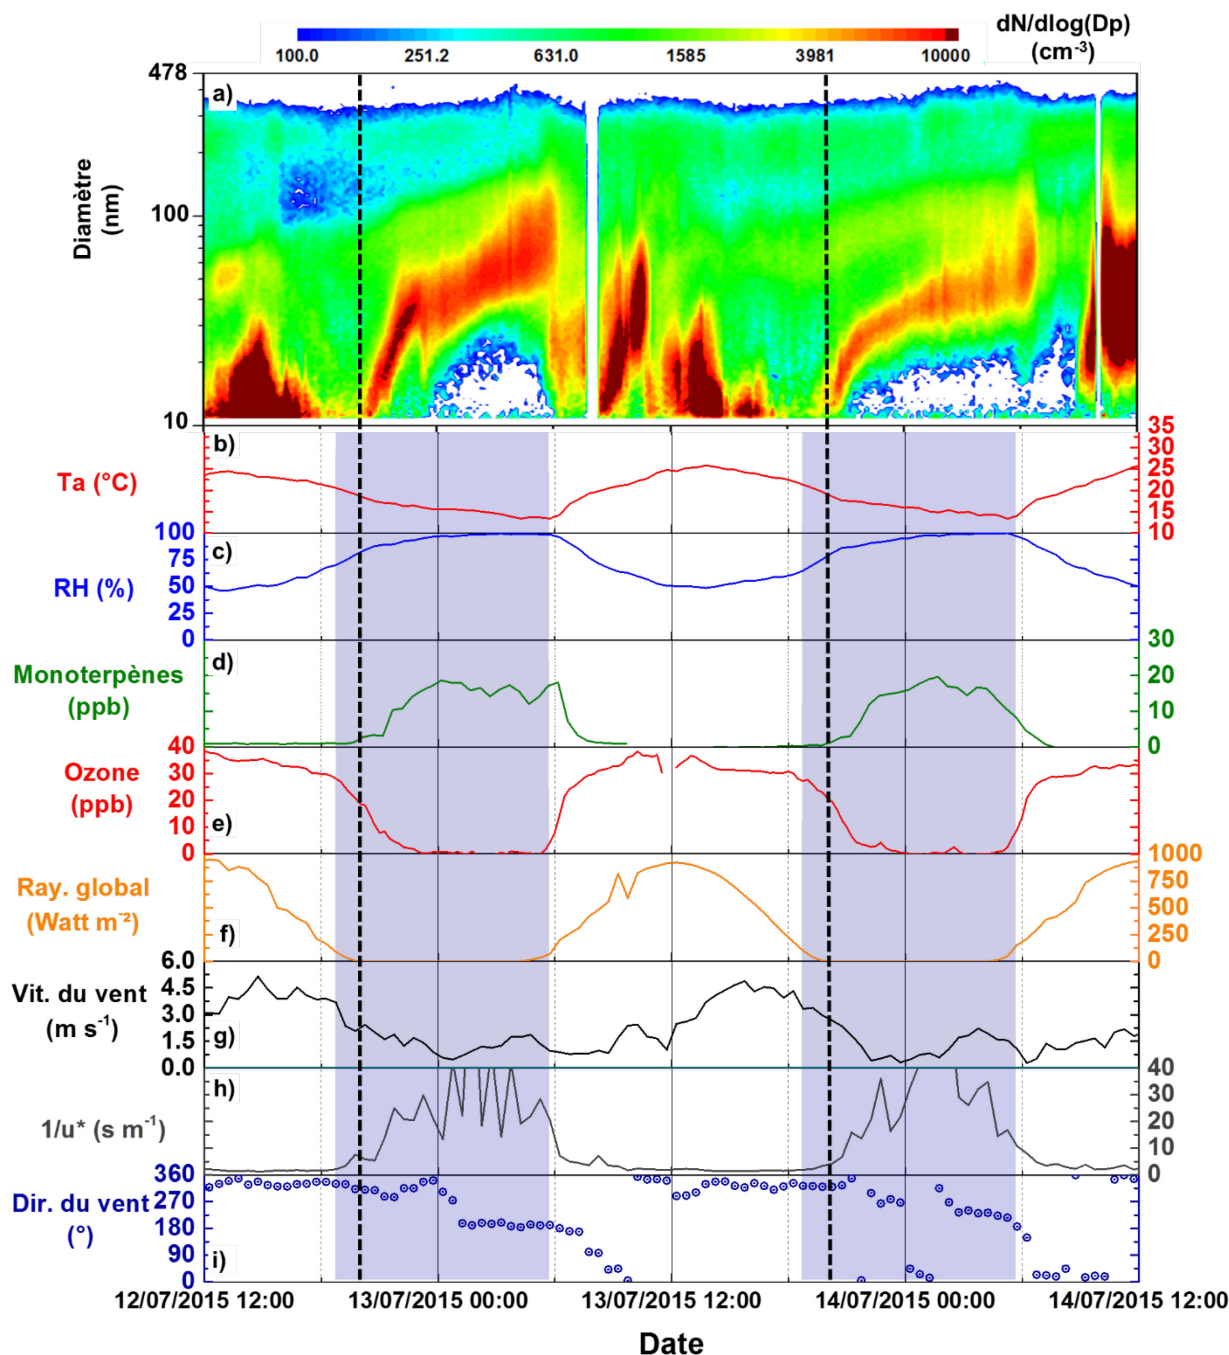 dN/dlog(Dp)
(cm⁻³)
100.0 251.2 631.0 1585 3981 10000
478
a)
Diamètre
(nm)
100
10
b)
Ta (°C)
35
30
25
20
15
10
c)
RH (%)
100
75
50
25
0
d)
Monoterpènes
(ppb)
30
20
10
0
e)
Ozone
(ppb)
40
30
20
10
0
f)
Ray. global
(Watt m⁻²)
1000
750
500
250
0
g)
Vit. du vent
(m s⁻¹)
6.0
4.5
3.0
1.5
0.0
h)
1/u* (s m⁻¹)
40
30
20
10
0
i)
Dir. du vent
(°)
360
270
180
90
0
12/07/2015 12:00 13/07/2015 00:00 13/07/2015 12:00 14/07/2015 00:00 14/07/2015 12:00
Date